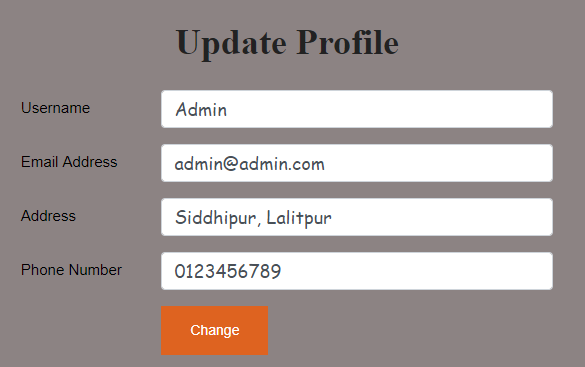 Update Profile
Username Admin
Email Address admin@admin.com
Address Siddhipur, Lalitpur
Phone Number 0123456789
Change